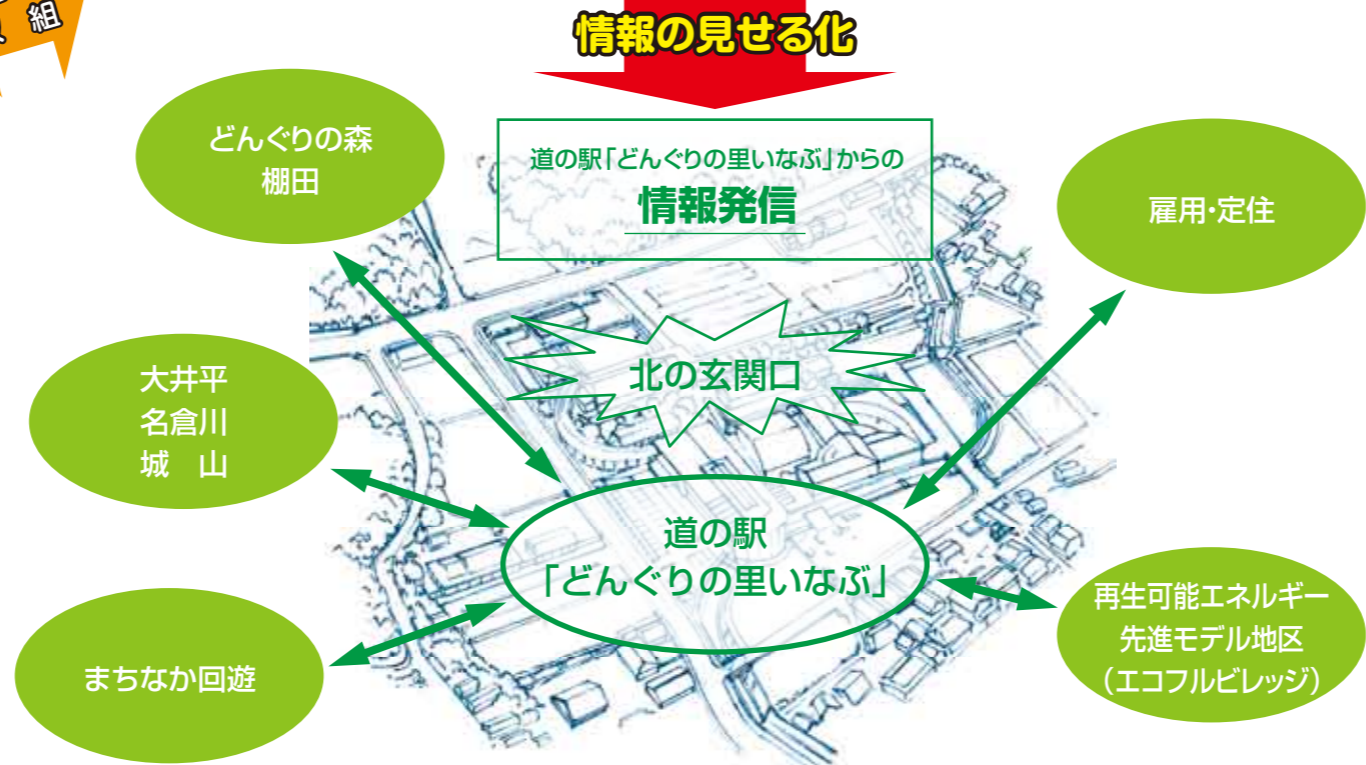 組
情報の見せる化
どんぐりの森
棚田
道の駅「どんぐりの里いなぶ」からの
情報発信
雇用・定住
北の玄関口
大井平
名倉川
城　山
道の駅
「どんぐりの里いなぶ」
再生可能エネルギー
先進モデル地区
(エコフルビレッジ)
まちなか回遊